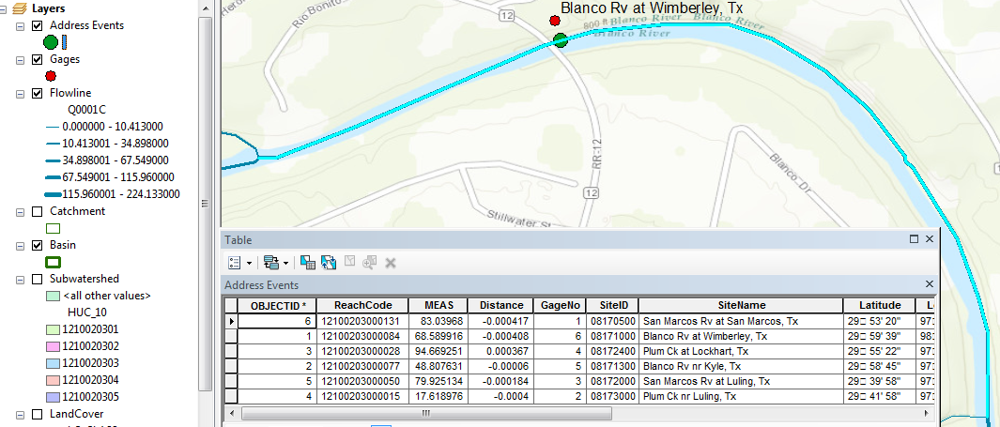 Layers
Address Events
Gages
Flowline
Q0001C
0.000000 - 10.413000
10.413001 - 34.898000
34.898001 - 67.549000
67.549001 - 115.960000
115.960001 - 224.133000
Catchment
Basin
Subwatershed
<all other values>
HUC_10
1210020301
1210020302
1210020303
1210020304
1210020305
LandCover
Rio Bonito
12
Blanco Rv at Wimberley, Tx
800 ft Blanco River Blanco River
Blanco River
RR-12
12
Blanco Dr
Stillwater St
Table
Address Events
OBJECTID * ReachCode MEAS Distance GageNo SiteID SiteName Latitude
6 12100203000131 83.03968 -0.000417 1 08170500 San Marcos Rv at San Marcos, Tx 29□ 53' 20" 97□
1 12100203000084 68.589916 -0.000408 6 08171000 Blanco Rv at Wimberley, Tx 29□ 59' 39" 98□
3 12100203000028 94.669251 0.000367 4 08172400 Plum Ck at Lockhart, Tx 29□ 55' 22" 97□
2 12100203000077 48.807631 -0.00006 5 08171300 Blanco Rv nr Kyle, Tx 29□ 58' 45" 97□
5 12100203000050 79.925134 -0.000184 3 08172000 San Marcos Rv at Luling, Tx 29□ 39' 58" 97□
4 12100203000015 17.618976 -0.0004 2 08173000 Plum Ck nr Luling, Tx 29□ 41' 58" 97□